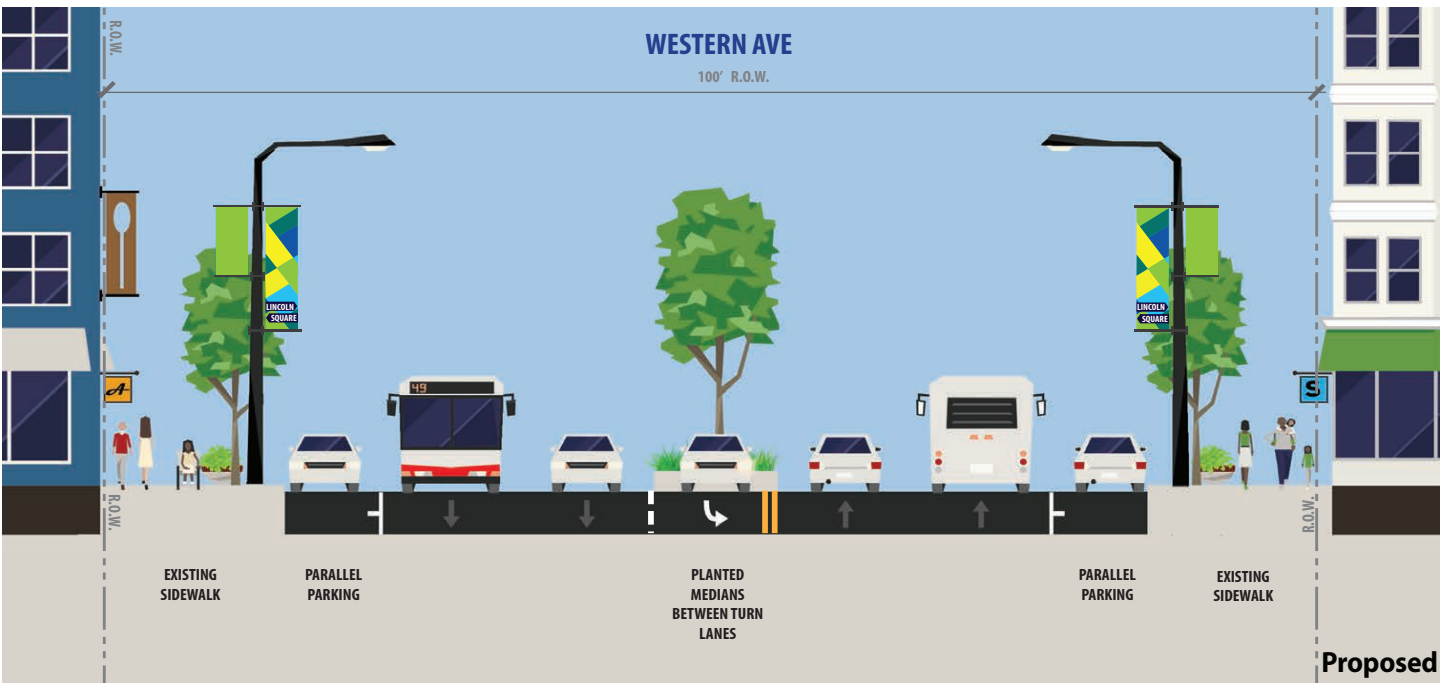 R.O.W.
WESTERN AVE
100' R.O.W.
LINCOLN
SQUARE
LINCOLN
SQUARE
A
S
49
R.O.W.
R.O.W.
EXISTING
SIDEWALK
PARALLEL
PARKING
PLANTED
MEDIANS
BETWEEN TURN
LANES
PARALLEL
PARKING
EXISTING
SIDEWALK
Proposed